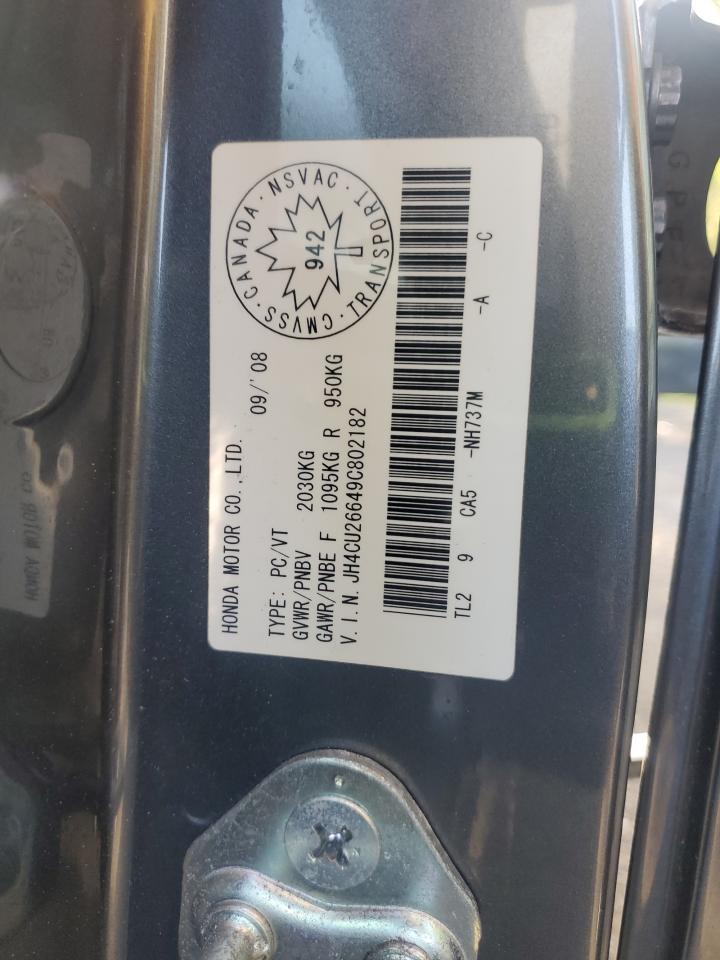 HONDA MOTOR CO.,LTD. 09/'08
TYPE: PC/VT
GVWR/PNBV 2030KG
GAWR/PNBE F 1095KG R 950KG
V.I.N. JH4CU26649C802182
TL2 9 CA5 -NH737M -A -C
CANADA · NSVAC · TRANSPORT · CMVSS ·
942